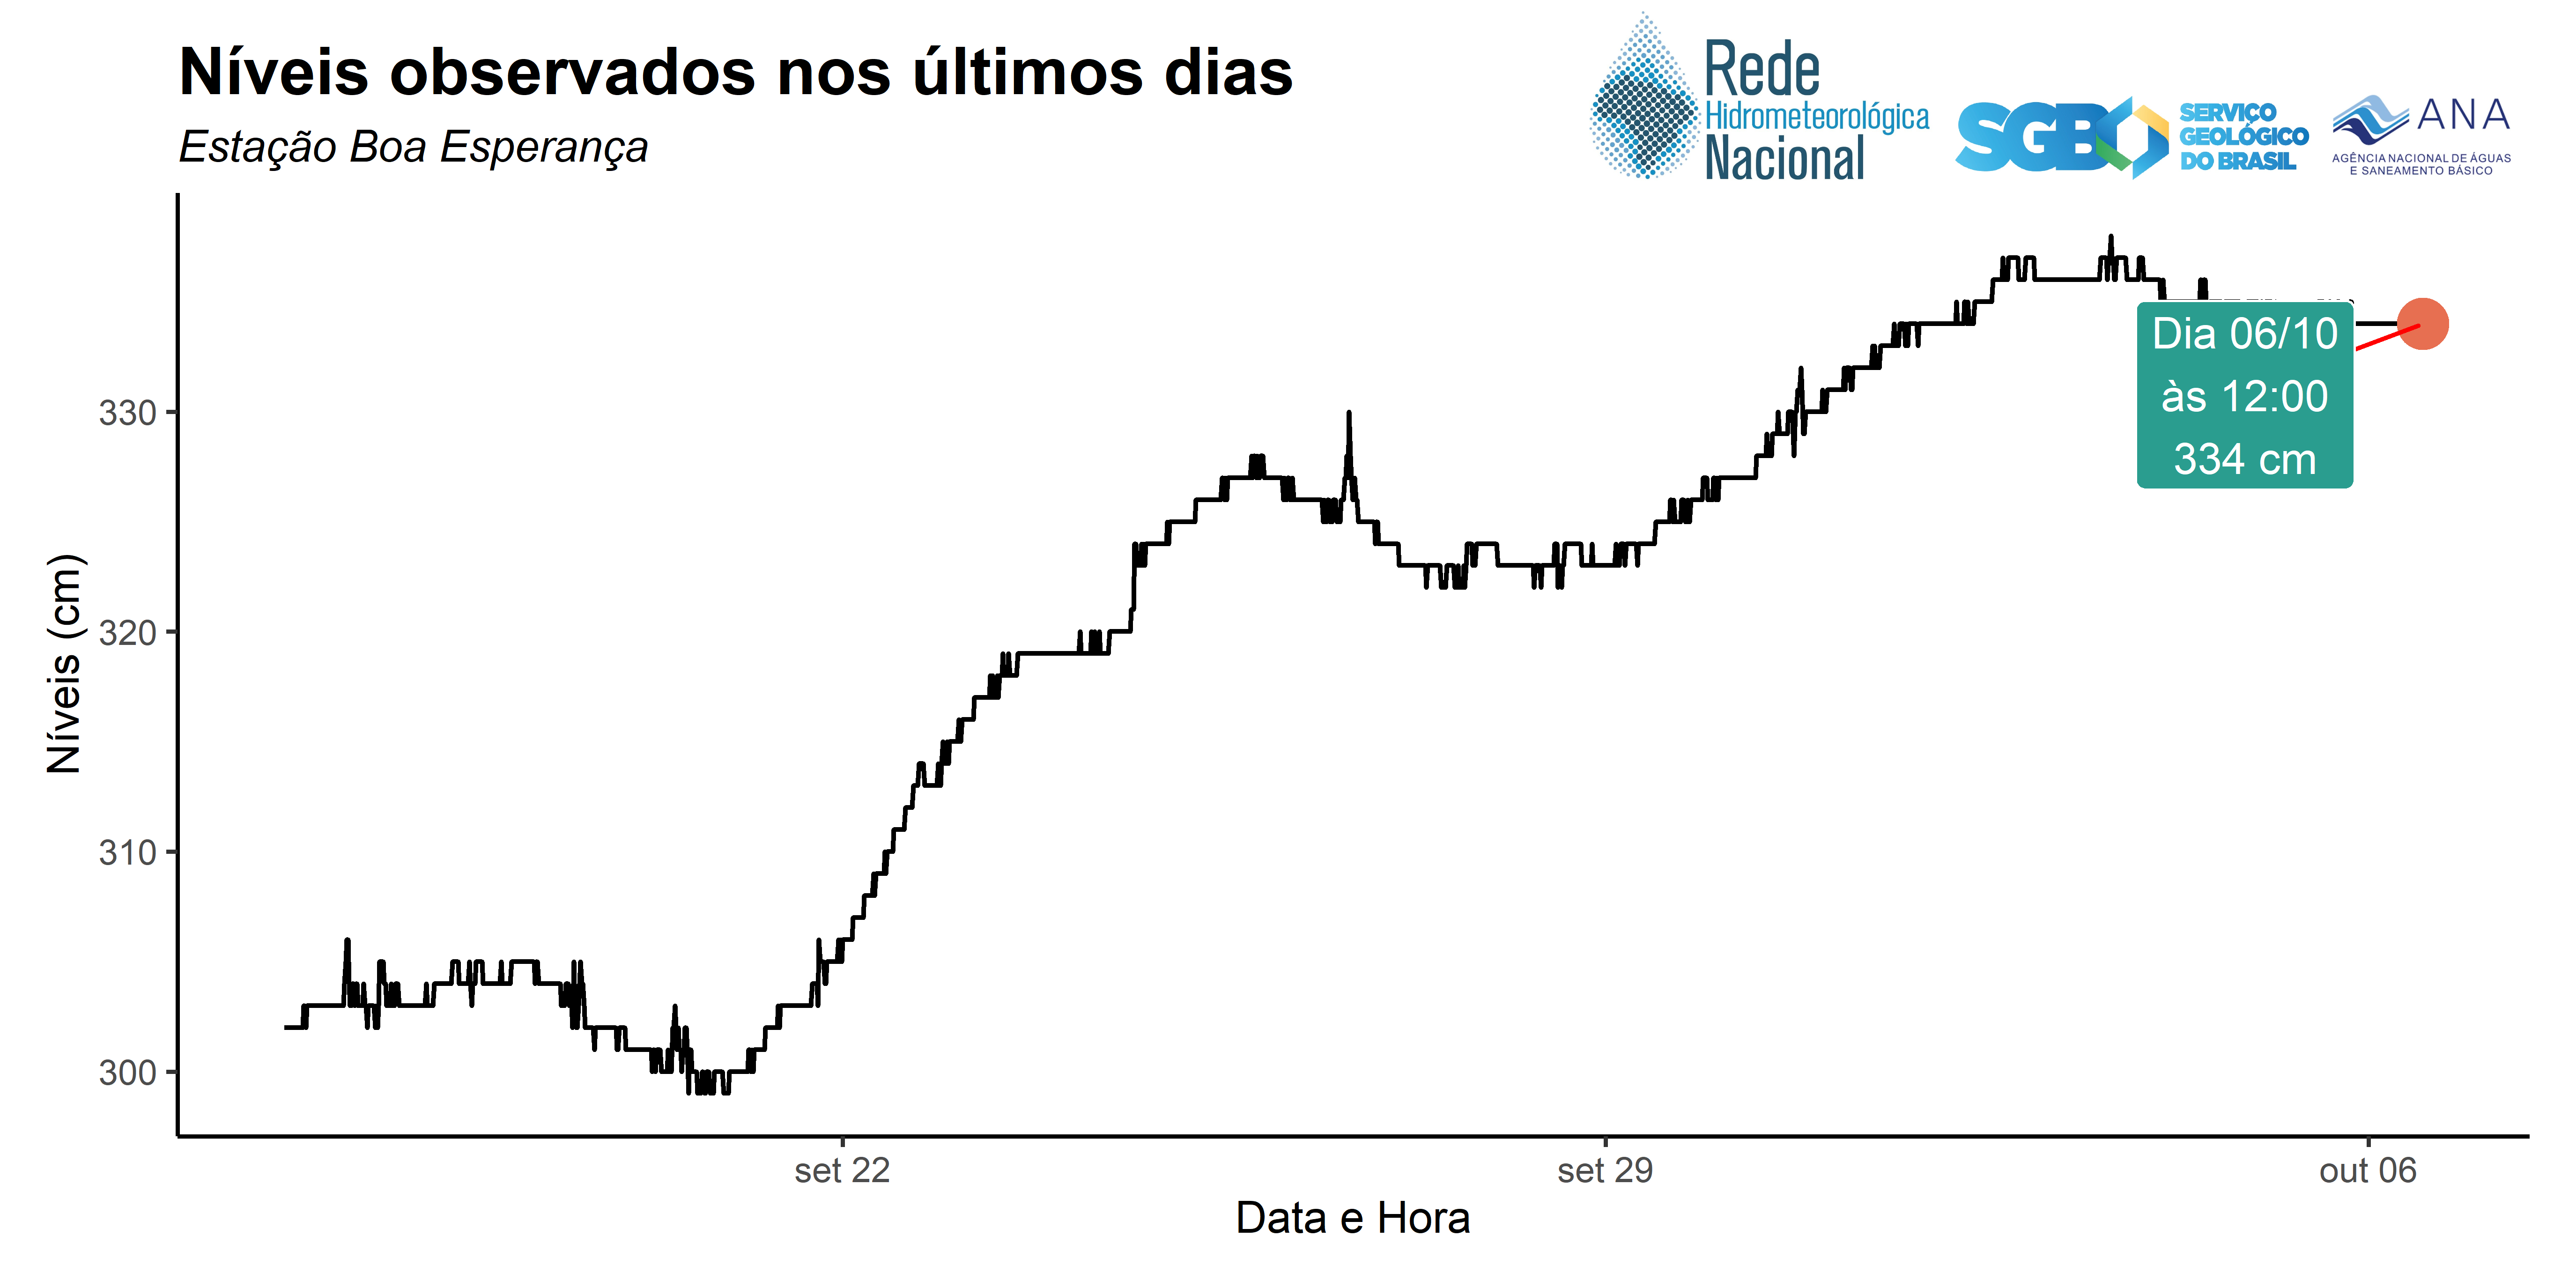 Níveis observados nos últimos dias
Estação Boa Esperança
Rede
Hidrometeorológica
Nacional
SGB
SERVIÇO
GEOLÓGICO
DO BRASIL
ANA
AGÊNCIA NACIONAL DE ÁGUAS
E SANEAMENTO BÁSICO
Níveis (cm)
330
320
310
300
Dia 06/10
às 12:00
334 cm
set 22
set 29
out 06
Data e Hora